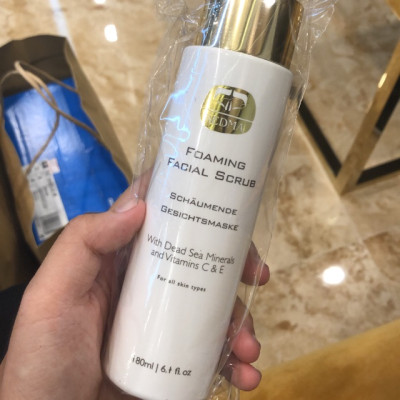 FOAMING
FACIAL SCRUB
SCHÄUMENDE
GESICHTSMASKE
With Dead Sea Minerals
and Vitamins C & E
For all skin types
180ml | 6.1 fl oz